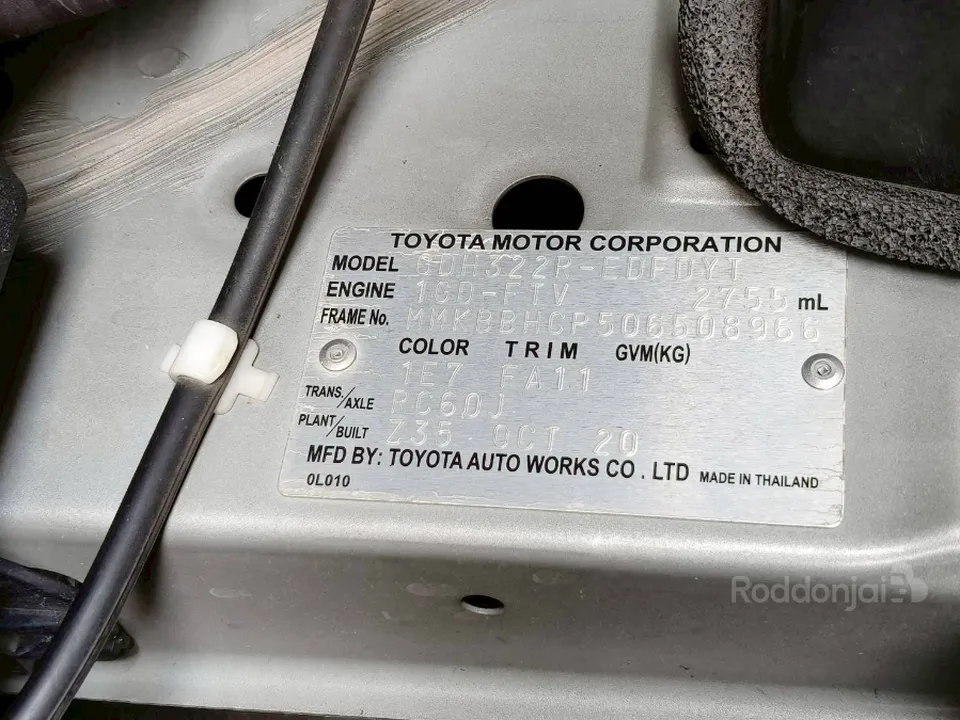 TOYOTA MOTOR CORPORATION
MODEL GDH322R-EDFDYT
ENGINE 1GD-FTV 2755 mL
FRAME No. MMKBBHCP506508966
COLOR TRIM GVM(KG)
1E7 FA11
TRANS./AXLE RC60J
PLANT/BUILT Z35 OCT 20
MFD BY: TOYOTA AUTO WORKS CO . LTD MADE IN THAILAND
0L010
Roddonjai